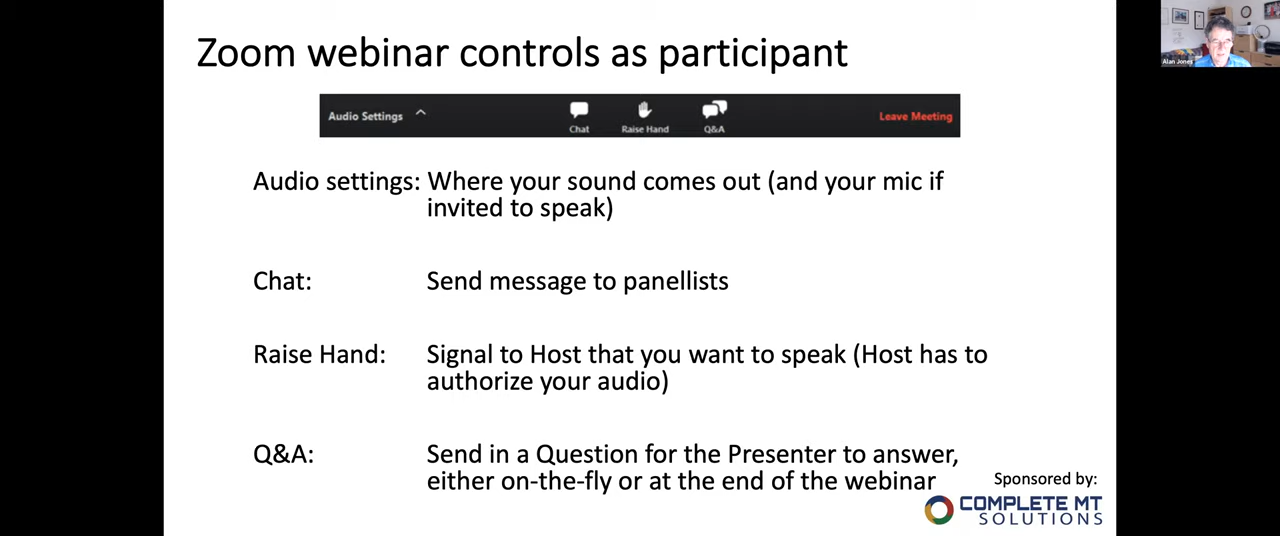 Zoom webinar controls as participant
Alan Jones
Audio Settings
Chat
Raise Hand
Q&A
Leave Meeting
Audio settings: Where your sound comes out (and your mic if
invited to speak)
Chat: Send message to panellists
Raise Hand: Signal to Host that you want to speak (Host has to
authorize your audio)
Q&A: Send in a Question for the Presenter to answer,
either on-the-fly or at the end of the webinar
Sponsored by:
COMPLETE MT
SOLUTIONS